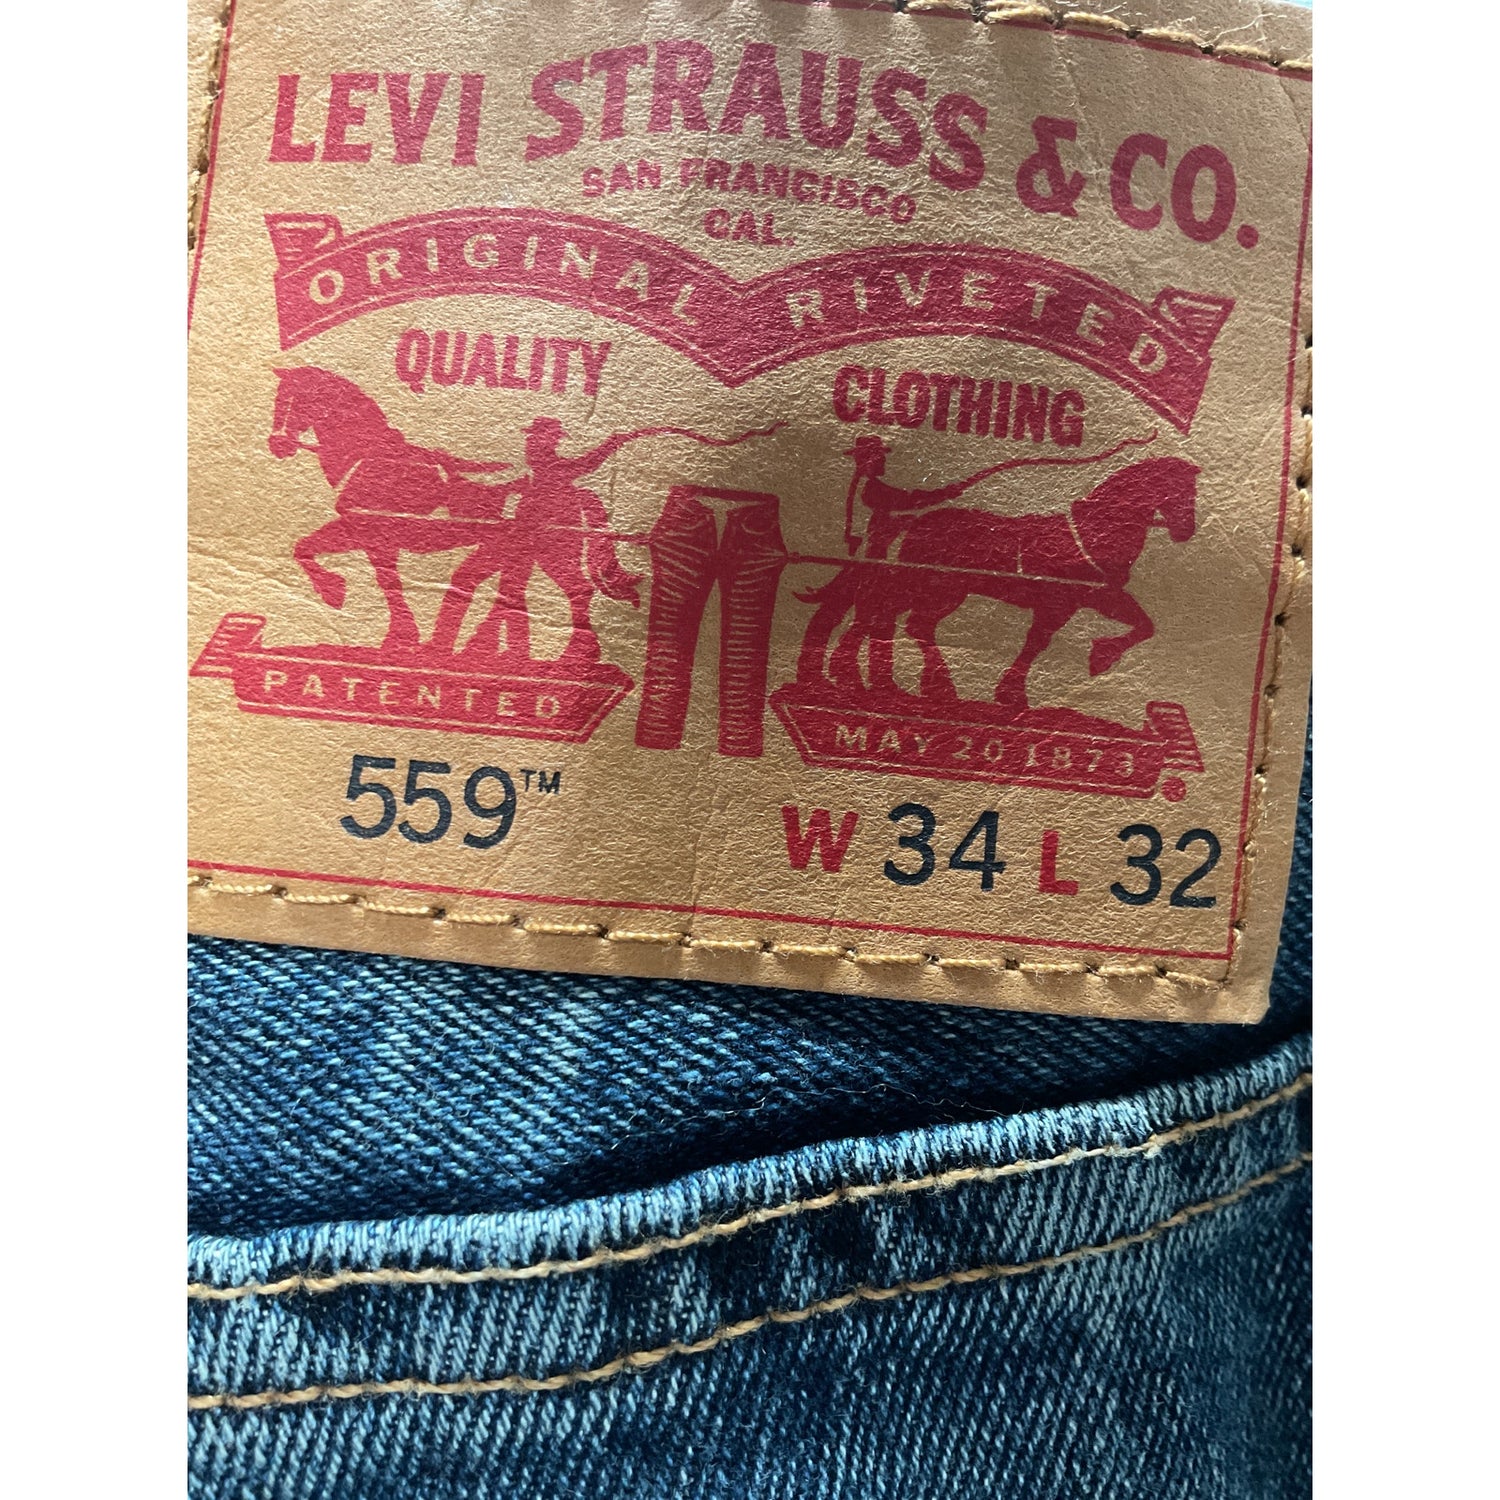 LEVI STRAUSS & CO.
SAN FRANCISCO
CAL.
ORIGINAL RIVETED
QUALITY CLOTHING
PATENTED MAY 20 1873 ®
559™ W 34 L 32